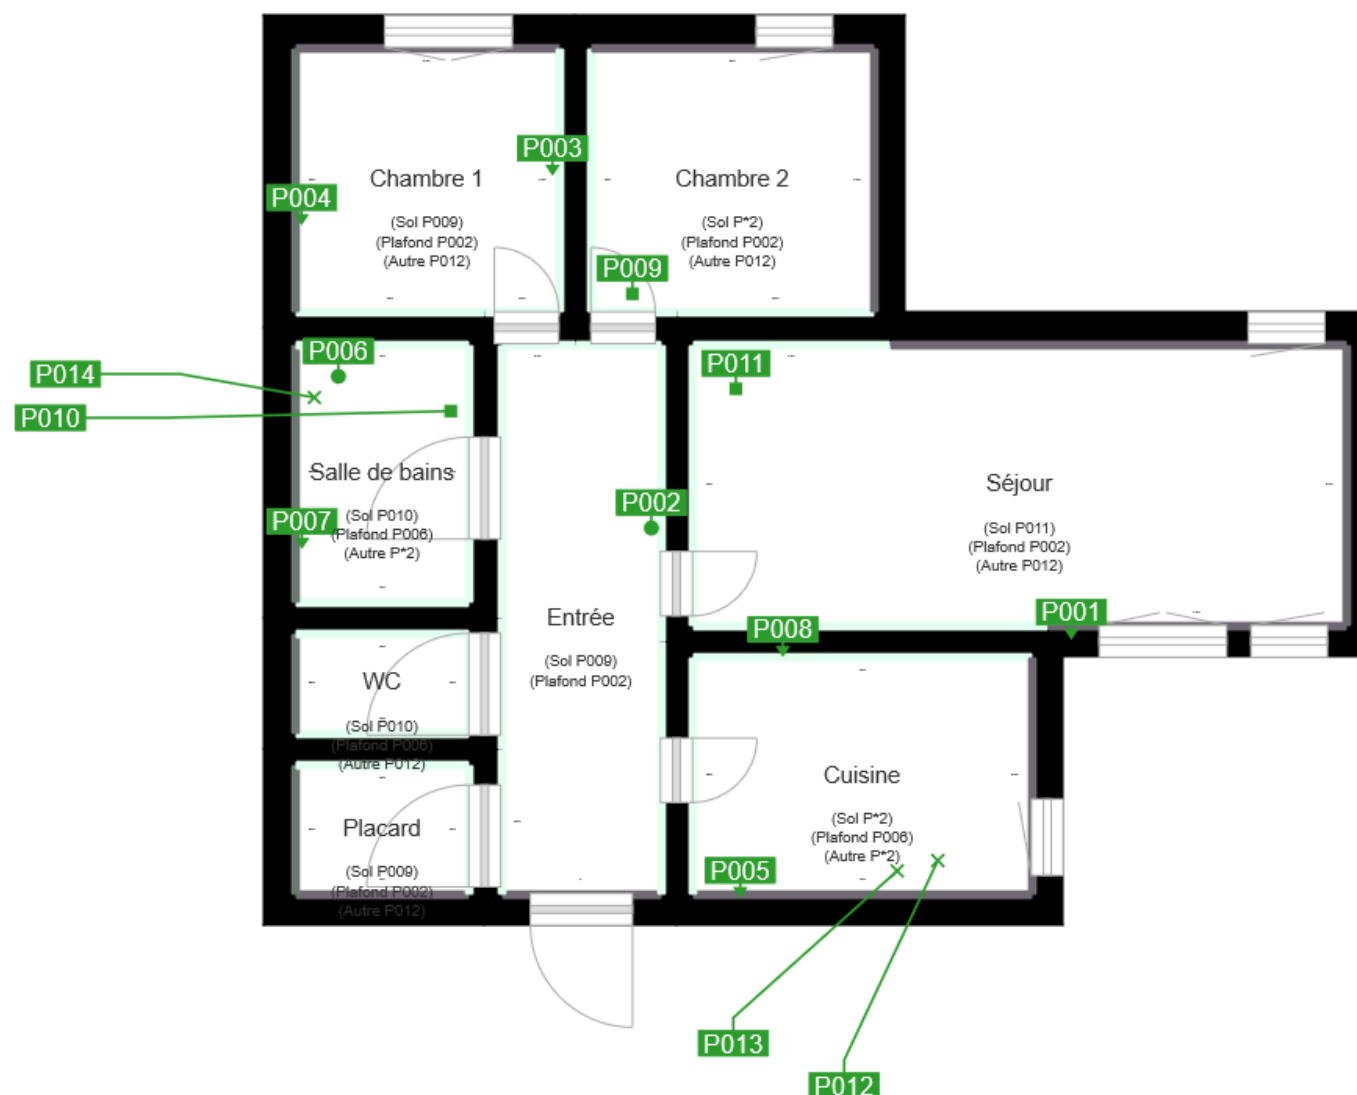 P003
Chambre 1
P004
(Sol P009)
(Plafond P002)
(Autre P012)
Chambre 2
(Sol P*2)
(Plafond P002)
(Autre P012)
P009
P006
P014
P010
Salle de bains
P007
(Sol P010)
(Plafond P006)
(Autre P*2)
P011
P002
Séjour
(Sol P011)
(Plafond P002)
(Autre P012)
P001
P008
Entrée
(Sol P009)
(Plafond P002)
WC
(Sol P010)
(Plafond P006)
(Autre P012)
Placard
(Sol P009)
(Plafond P002)
(Autre P012)
Cuisine
(Sol P*2)
(Plafond P006)
(Autre P*2)
P005
P013
P012